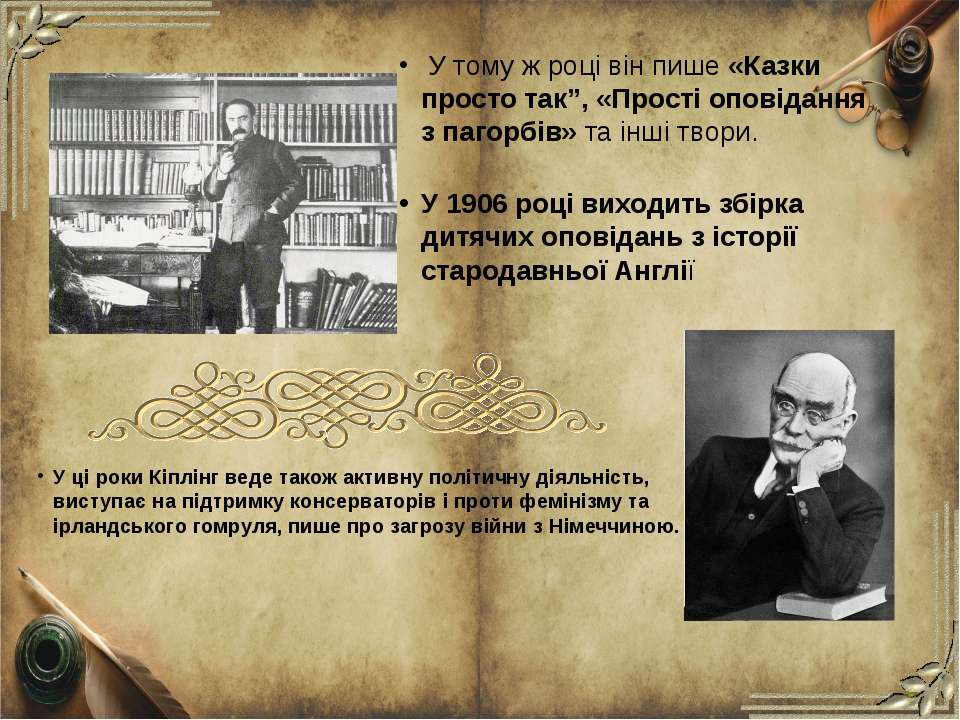 • У тому ж році він пише «Казки
просто так”, «Прості оповідання
з пагорбів» та інші твори.
• У 1906 році виходить збірка
дитячих оповідань з історії
стародавньої Англії
• У ці роки Кіплінг веде також активну політичну діяльність,
виступає на підтримку консерваторів і проти фемінізму та
ірландського гомруля, пише про загрозу війни з Німеччиною.